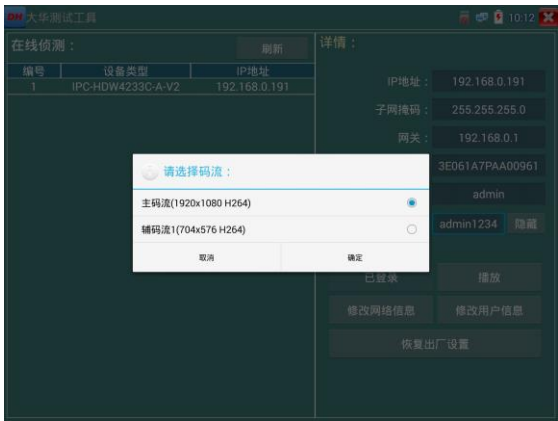 DH 大华测试工具
10:12
在线侦测：
刷新
编号 设备类型 IP地址
1 IPC-HDW4233C-A-V2 192.168.0.191
详情：
IP地址： 192.168.0.191
子网掩码： 255.255.255.0
网关： 192.168.0.1
3E061A7PAA00961
admin
admin1234 隐藏
请选择码流：
主码流(1920x1080 H264)
辅码流1(704x576 H264)
取消 确定
已登录 播放
修改网络信息 修改用户信息
恢复出厂设置